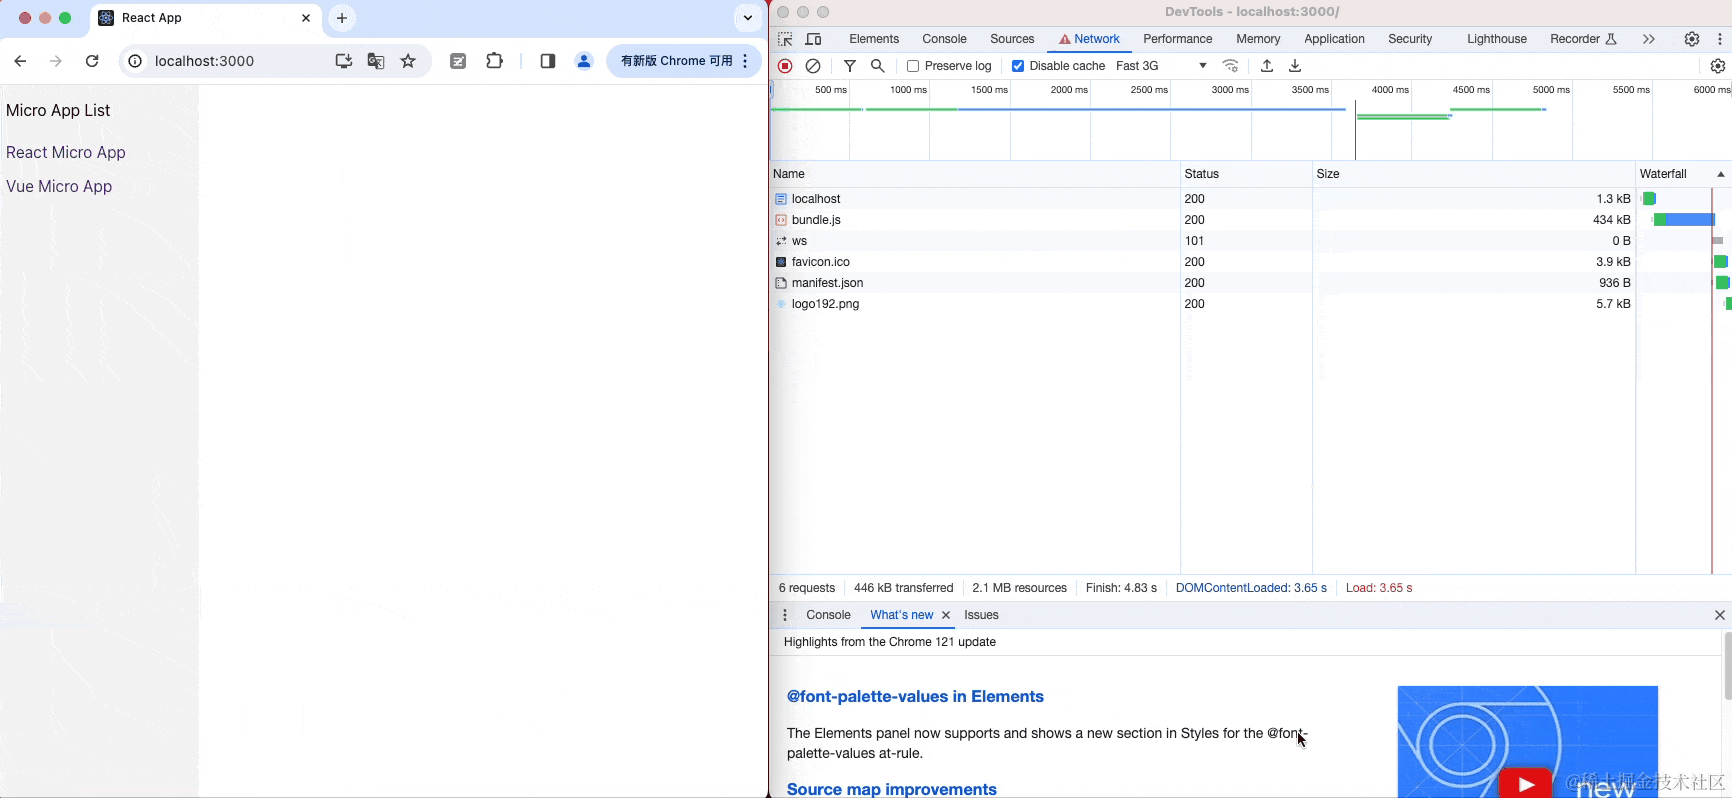 React App
localhost:3000
有新版 Chrome 可用
Micro App List
React Micro App
Vue Micro App
DevTools - localhost:3000/
Elements Console Sources Network Performance Memory Application Security Lighthouse Recorder
Preserve log Disable cache Fast 3G
500 ms 1000 ms 1500 ms 2000 ms 2500 ms 3000 ms 3500 ms 4000 ms 4500 ms 5000 ms 5500 ms 6000 ms
Name Status Size Waterfall
localhost 200 1.3 kB
bundle.js 200 434 kB
ws 101 0 B
favicon.ico 200 3.9 kB
manifest.json 200 936 B
logo192.png 200 5.7 kB
6 requests 446 kB transferred 2.1 MB resources Finish: 4.83 s DOMContentLoaded: 3.65 s Load: 3.65 s
Console What's new Issues
Highlights from the Chrome 121 update
@font-palette-values in Elements
The Elements panel now supports and shows a new section in Styles for the @font-
palette-values at-rule.
Source map improvements
new
@稀土掘金技术社区